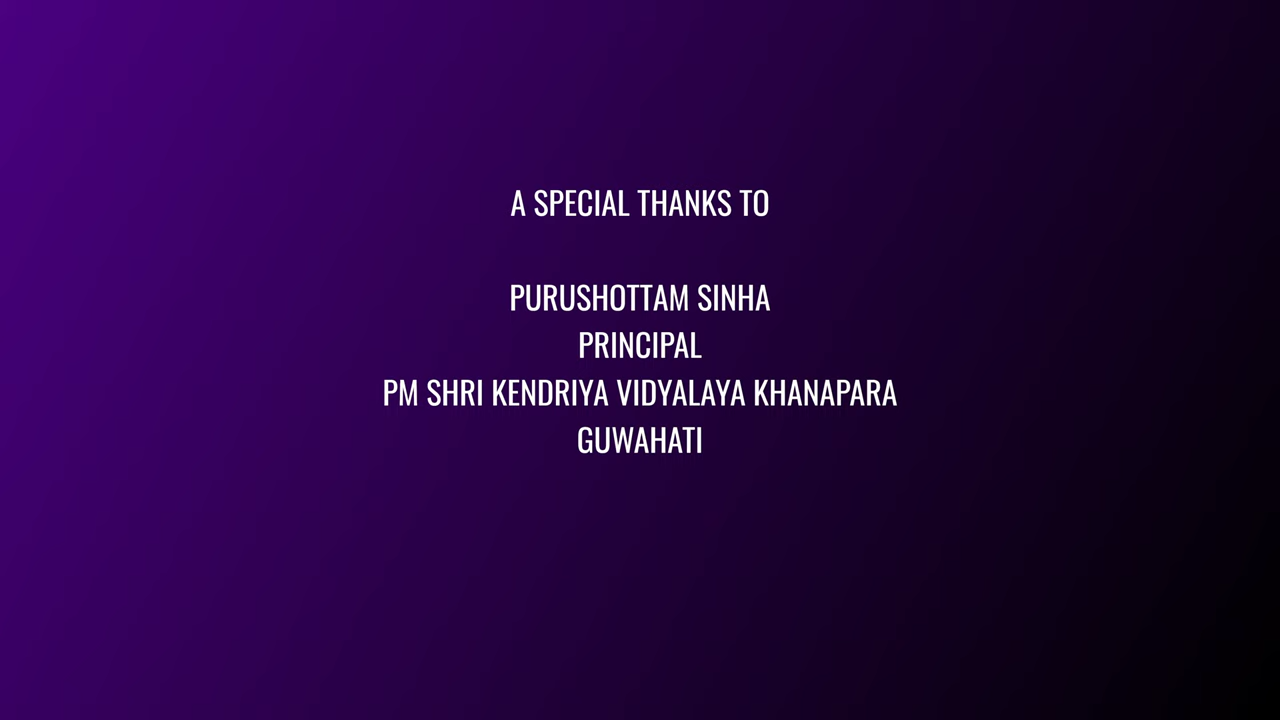 A SPECIAL THANKS TO
PURUSHOTTAM SINHA
PRINCIPAL
PM SHRI KENDRIYA VIDYALAYA KHANAPARA
GUWAHATI